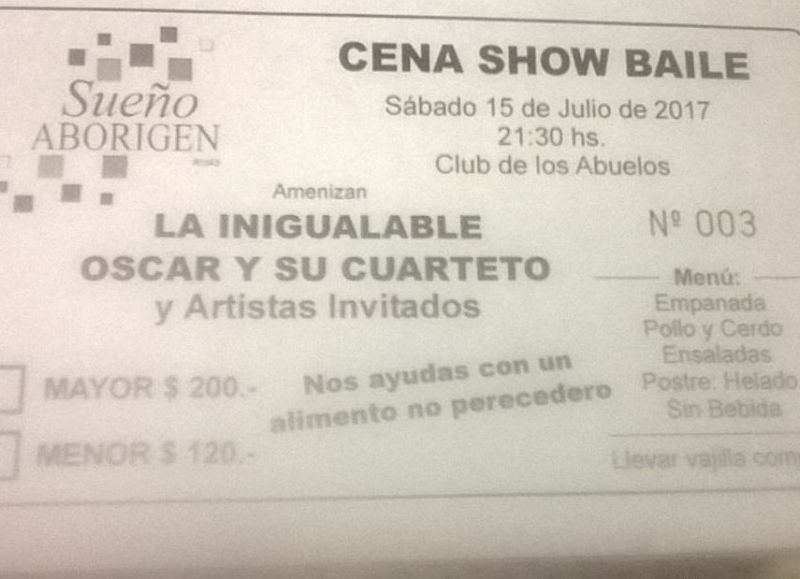 Sueño
ABORIGEN
CENA SHOW BAILE
Sábado 15 de Julio de 2017
21:30 hs.
Club de los Abuelos
Amenizan
LA INIGUALABLE
OSCAR Y SU CUARTETO
y Artistas Invitados
Nº 003
Menú:
Empanada
Pollo y Cerdo
Ensaladas
Postre: Helado
Sin Bebida
MAYOR $ 200.-
MENOR $ 120.-
Nos ayudas con un
alimento no perecedero
Llevar vajilla com